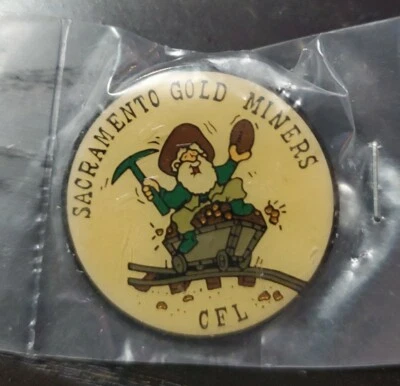 SACRAMENTO GOLD MINERS
CFL